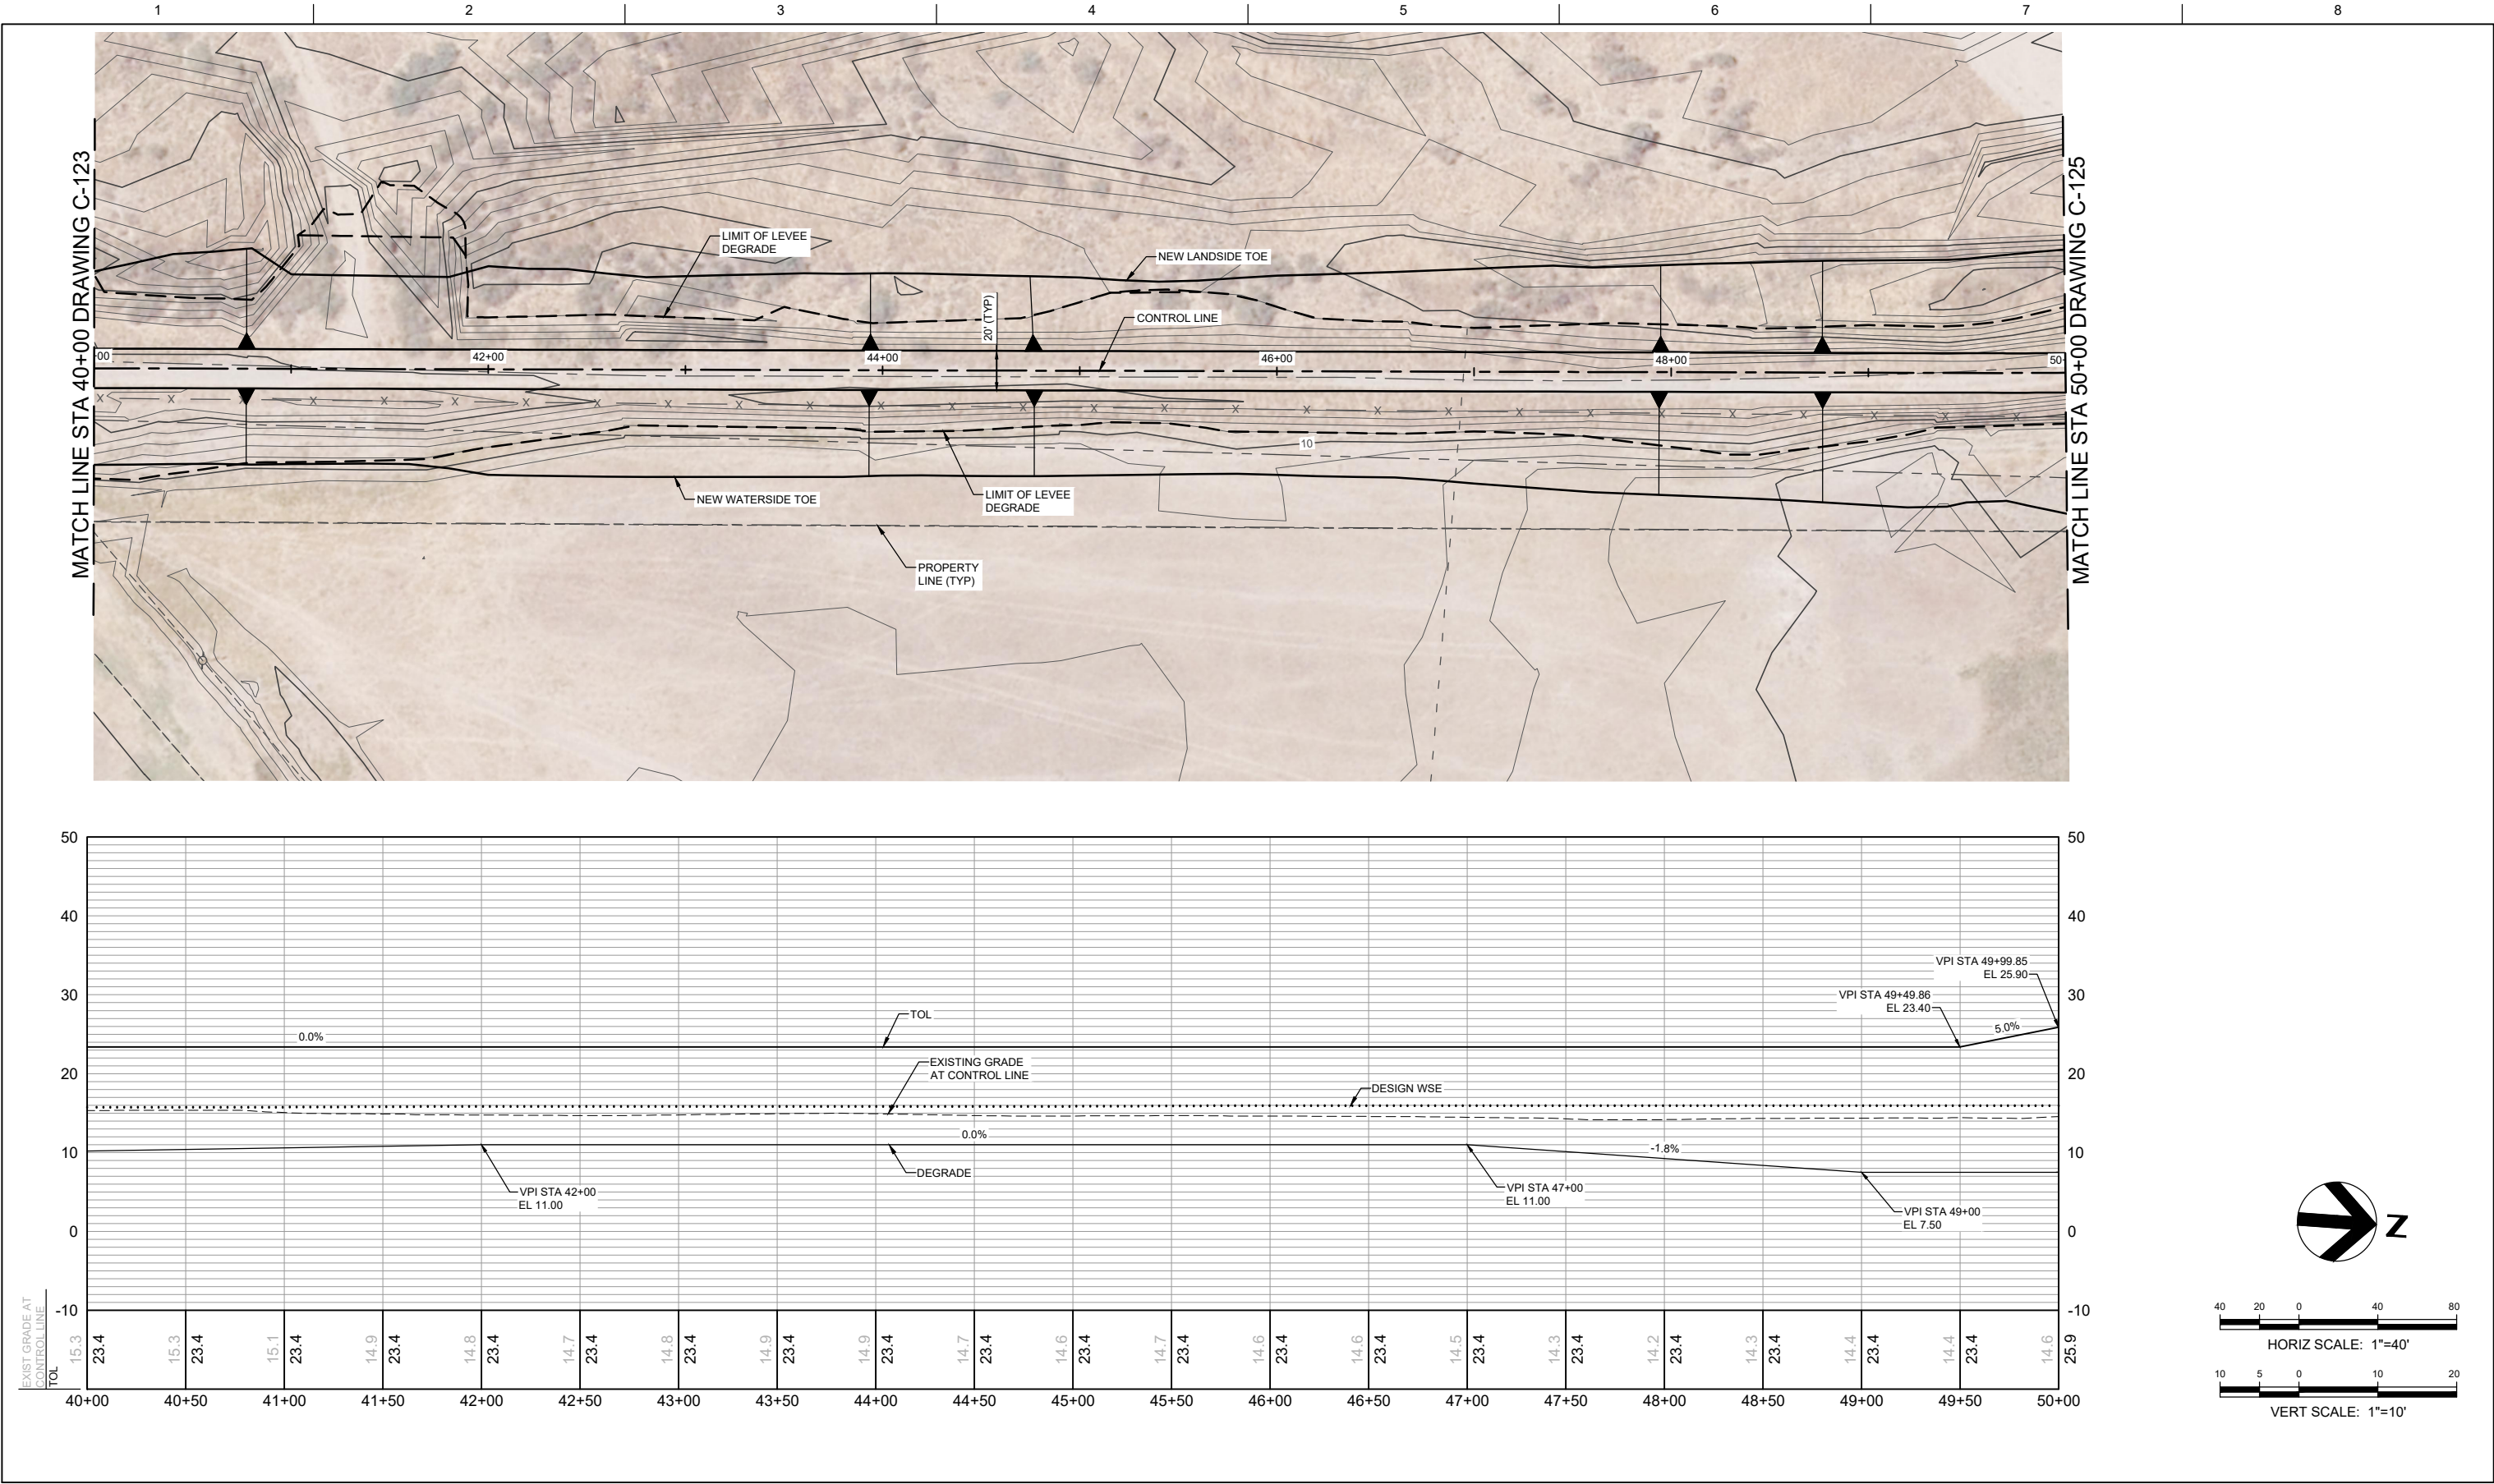 1 2 3 4 5 6 7 8
MATCH LINE STA 40+00 DRAWING C-123
MATCH LINE STA 50+00 DRAWING C-125
LIMIT OF LEVEE
DEGRADE
NEW LANDSIDE TOE
20' (TYP)
CONTROL LINE
00 42+00 44+00 46+00 48+00 50
X X X X X X X X X X X X X X X X X X X X X X X X X X X X
10
NEW WATERSIDE TOE
LIMIT OF LEVEE
DEGRADE
PROPERTY
LINE (TYP)
50 50
40 40
30 30
20 20
10 10
0 0
-10 -10
VPI STA 49+99.85
EL 25.90
VPI STA 49+49.86
EL 23.40
5.0%
TOL
0.0%
EXISTING GRADE
AT CONTROL LINE
DESIGN WSE
0.0%
-1.8%
DEGRADE
VPI STA 42+00
EL 11.00
VPI STA 47+00
EL 11.00
VPI STA 49+00
EL 7.50
EXIST GRADE AT
CONTROL LINE
TOL
15.3 15.3 15.1 14.9 14.8 14.7 14.8 14.9 14.9 14.7 14.6 14.7 14.6 14.6 14.5 14.3 14.2 14.3 14.4 14.4 14.6
23.4 23.4 23.4 23.4 23.4 23.4 23.4 23.4 23.4 23.4 23.4 23.4 23.4 23.4 23.4 23.4 23.4 23.4 23.4 23.4 25.9
40+00 40+50 41+00 41+50 42+00 42+50 43+00 43+50 44+00 44+50 45+00 45+50 46+00 46+50 47+00 47+50 48+00 48+50 49+00 49+50 50+00
Z
40 20 0 40 80
HORIZ SCALE: 1"=40'
10 5 0 10 20
VERT SCALE: 1"=10'